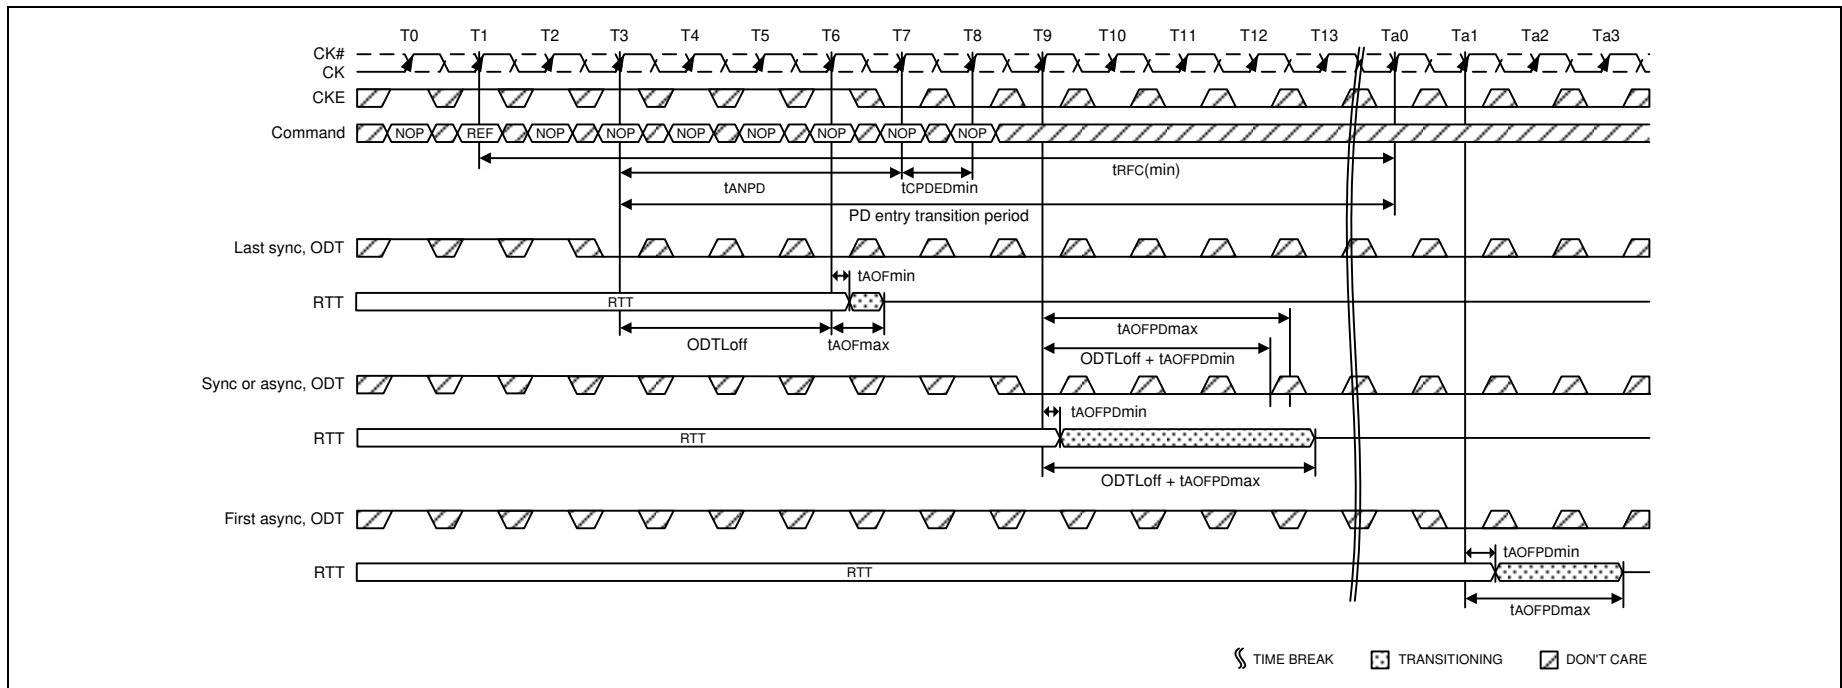 T0 T1 T2 T3 T4 T5 T6 T7 T8 T9 T10 T11 T12 T13 Ta0 Ta1 Ta2 Ta3
CK#
CK
CKE
Command NOP REF NOP NOP NOP NOP NOP NOP NOP
tRFC(min)
tANPD tCPDEDmin
PD entry transition period
Last sync, ODT
tAOFmin
RTT RTT
tAOFPDmax
ODTLoff tAOFmax
ODTLoff + tAOFPDmin
Sync or async, ODT
tAOFPDmin
RTT RTT
ODTLoff + tAOFPDmax
First async, ODT
tAOFPDmin
RTT RTT
tAOFPDmax
TIME BREAK TRANSITIONING DON'T CARE